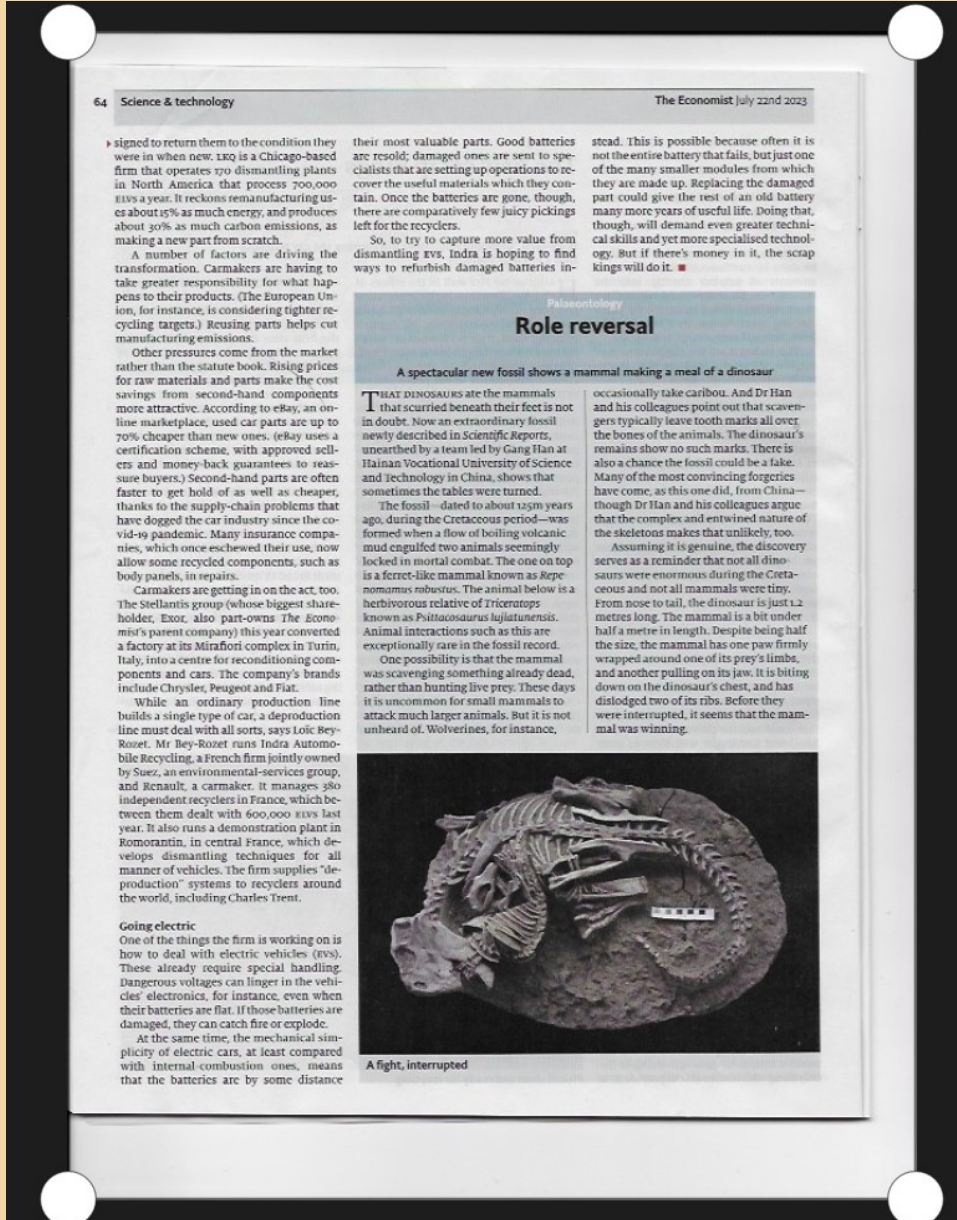 64 Science & technology
The Economist July 22nd 2023
signed to return them to the condition they
were in when new. LKQ is a Chicago-based
firm that operates 170 dismantling plants
in North America that process 700,000
ELVS a year. It reckons remanufacturing us-
es about 15% as much energy, and produces
about 30% as much carbon emissions, as
making a new part from scratch.
A number of factors are driving the
transformation. Carmakers are having to
take greater responsibility for what hap-
pens to their products. (The European Un-
ion, for instance, is considering tighter re-
cycling targets.) Reusing parts helps cut
manufacturing emissions.
Other pressures come from the market
rather than the statute book. Rising prices
for raw materials and parts make the cost
savings from second-hand components
more attractive. According to eBay, an on-
line marketplace, used car parts are up to
70% cheaper than new ones. (eBay uses a
certification scheme, with approved sell-
ers and money-back guarantees to reas-
sure buyers.) Second-hand parts are often
faster to get hold of as well as cheaper,
thanks to the supply-chain problems that
have dogged the car industry since the co-
vid-19 pandemic. Many insurance compa-
nies, which once eschewed their use, now
allow some recycled components, such as
body panels, in repairs.
Carmakers are getting in on the act, too.
The Stellantis group (whose biggest share-
holder, Exor, also part-owns The Econo-
mist's parent company) this year converted
a factory at its Mirafiori complex in Turin,
Italy, into a centre for reconditioning com-
ponents and cars. The company's brands
include Chrysler, Peugeot and Fiat.
While an ordinary production line
builds a single type of car, a deproduction
line must deal with all sorts, says Loïc Bey-
Rozet. Mr Bey-Rozet runs Indra Automo-
bile Recycling, a French firm jointly owned
by Suez, an environmental-services group,
and Renault, a carmaker. It manages 380
independent recyclers in France, which be-
tween them dealt with 600,000 ELVS last
year. It also runs a demonstration plant in
Romorantin, in central France, which de-
velops dismantling techniques for all
manner of vehicles. The firm supplies "de-
production" systems to recyclers around
the world, including Charles Trent.
Going electric
One of the things the firm is working on is
how to deal with electric vehicles (EVS).
These already require special handling.
Dangerous voltages can linger in the vehi-
cles' electronics, for instance, even when
their batteries are flat. If those batteries are
damaged, they can catch fire or explode.
At the same time, the mechanical sim-
plicity of electric cars, at least compared
with internal-combustion ones, means
that the batteries are by some distance
their most valuable parts. Good batteries
are resold; damaged ones are sent to spe-
cialists that are setting up operations to re-
cover the useful materials which they con-
tain. Once the batteries are gone, though,
there are comparatively few juicy pickings
left for the recyclers.
So, to try to capture more value from
dismantling EVS, Indra is hoping to find
ways to refurbish damaged batteries in-
stead. This is possible because often it is
not the entire battery that fails, but just one
of the many smaller modules from which
they are made up. Replacing the damaged
part could give the rest of an old battery
many more years of useful life. Doing that,
though, will demand even greater techni-
cal skills and yet more specialised technol-
ogy. But if there's money in it, the scrap
kings will do it.
Palaeontology
Role reversal
A spectacular new fossil shows a mammal making a meal of a dinosaur
THAT DINOSAURS ate the mammals
that scurried beneath their feet is not
in doubt. Now an extraordinary fossil
newly described in Scientific Reports,
unearthed by a team led by Gang Han at
Hainan Vocational University of Science
and Technology in China, shows that
sometimes the tables were turned.
The fossil—dated to about 125m years
ago, during the Cretaceous period—was
formed when a flow of boiling volcanic
mud engulfed two animals seemingly
locked in mortal combat. The one on top
is a ferret-like mammal known as Repe
nomamus robustus. The animal below is a
herbivorous relative of Triceratops
known as Psittacosaurus lujiatunensis.
Animal interactions such as this are
exceptionally rare in the fossil record.
One possibility is that the mammal
was scavenging something already dead,
rather than hunting live prey. These days
it is uncommon for small mammals to
attack much larger animals. But it is not
unheard of. Wolverines, for instance,
occasionally take caribou. And Dr Han
and his colleagues point out that scaven-
gers typically leave tooth marks all over
the bones of the animals. The dinosaur's
remains show no such marks. There is
also a chance the fossil could be a fake.
Many of the most convincing forgeries
have come, as this one did, from China—
though Dr Han and his colleagues argue
that the complex and entwined nature of
the skeletons makes that unlikely, too.
Assuming it is genuine, the discovery
serves as a reminder that not all dino-
saurs were enormous during the Creta-
ceous and not all mammals were tiny.
From nose to tail, the dinosaur is just 1.2
metres long. The mammal is a bit under
half a metre in length. Despite being half
the size, the mammal has one paw firmly
wrapped around one of its prey's limbs,
and another pulling on its jaw. It is biting
down on the dinosaur's chest, and has
dislodged two of its ribs. Before they
were interrupted, it seems that the mam-
mal was winning.
A fight, interrupted